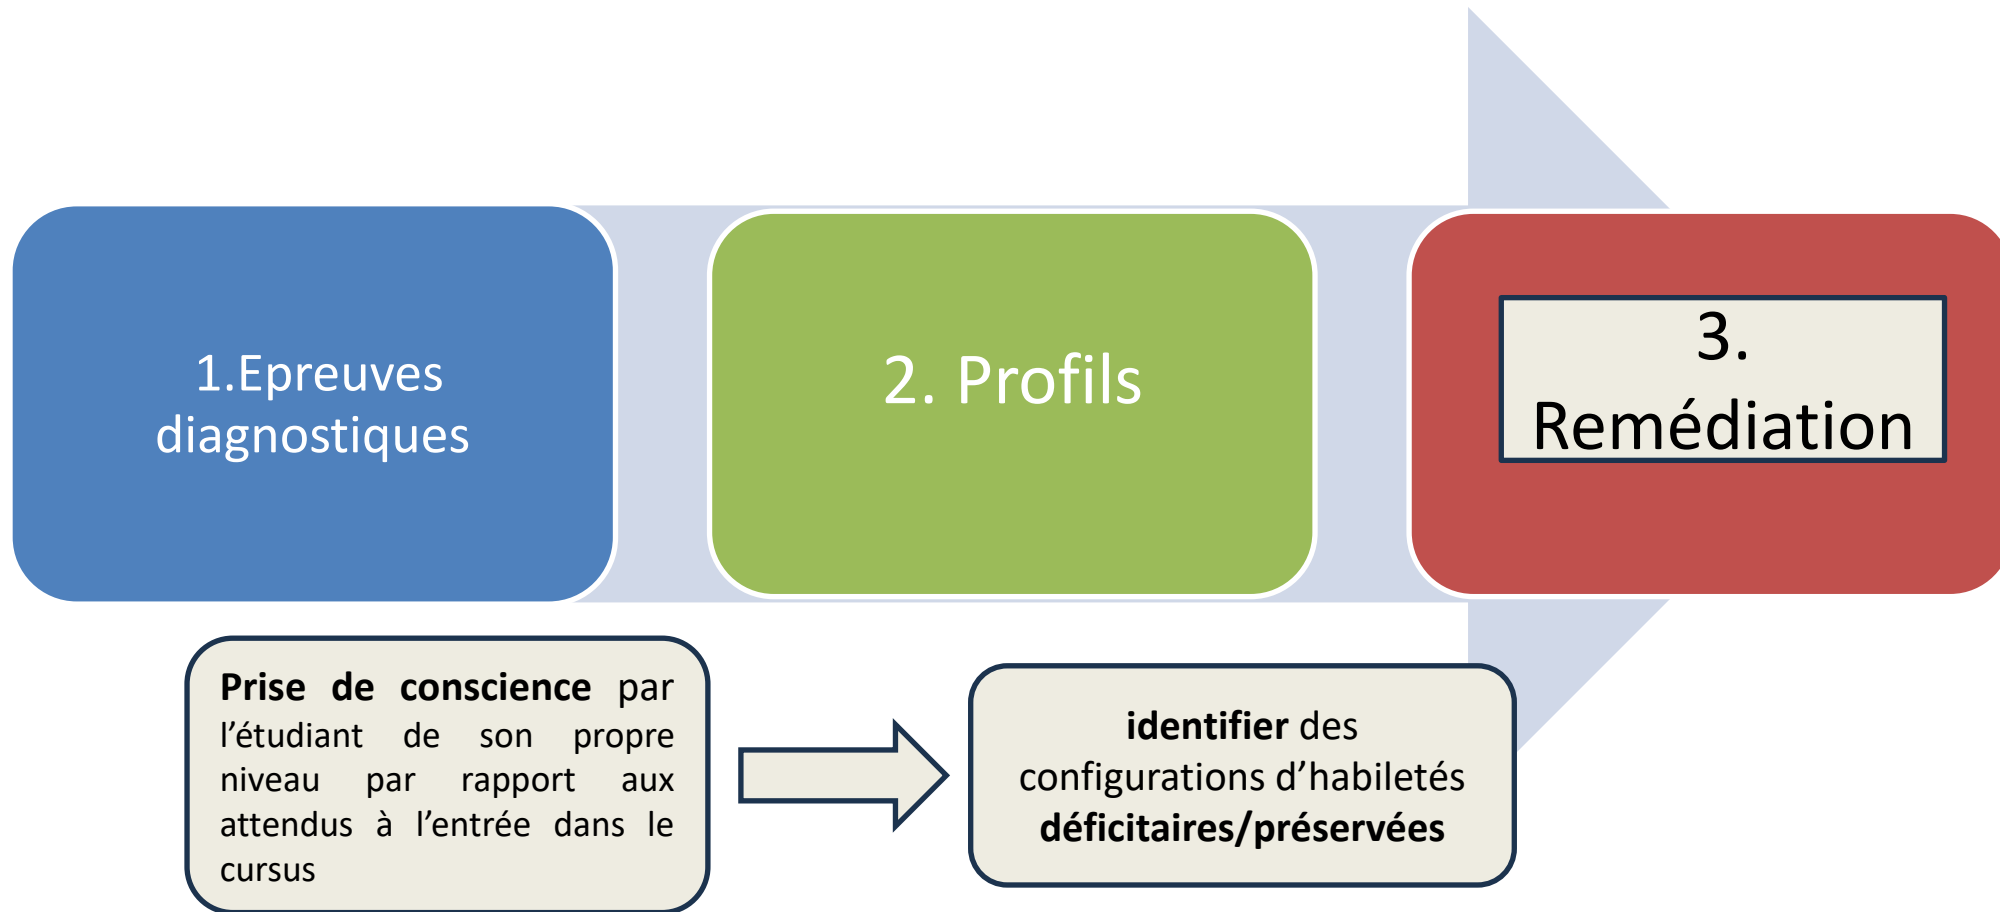 1.Epreuves
diagnostiques
2. Profils
3.
Remédiation
Prise de conscience par
l’étudiant de son propre
niveau par rapport aux
attendus à l’entrée dans le
cursus
identifier des
configurations d’habiletés
déficitaires/préservées